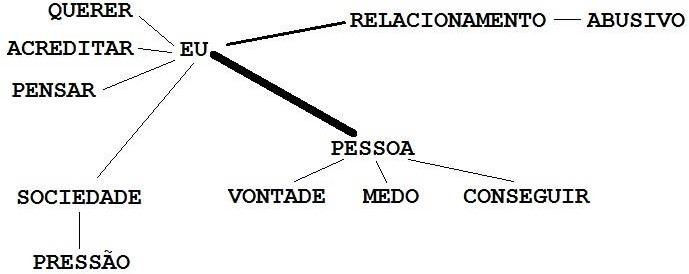 QUERER
RELACIONAMENTO ABUSIVO
ACREDITAR EU
PENSAR
PESSOA
SOCIEDADE VONTADE MEDO CONSEGUIR
PRESSÃO